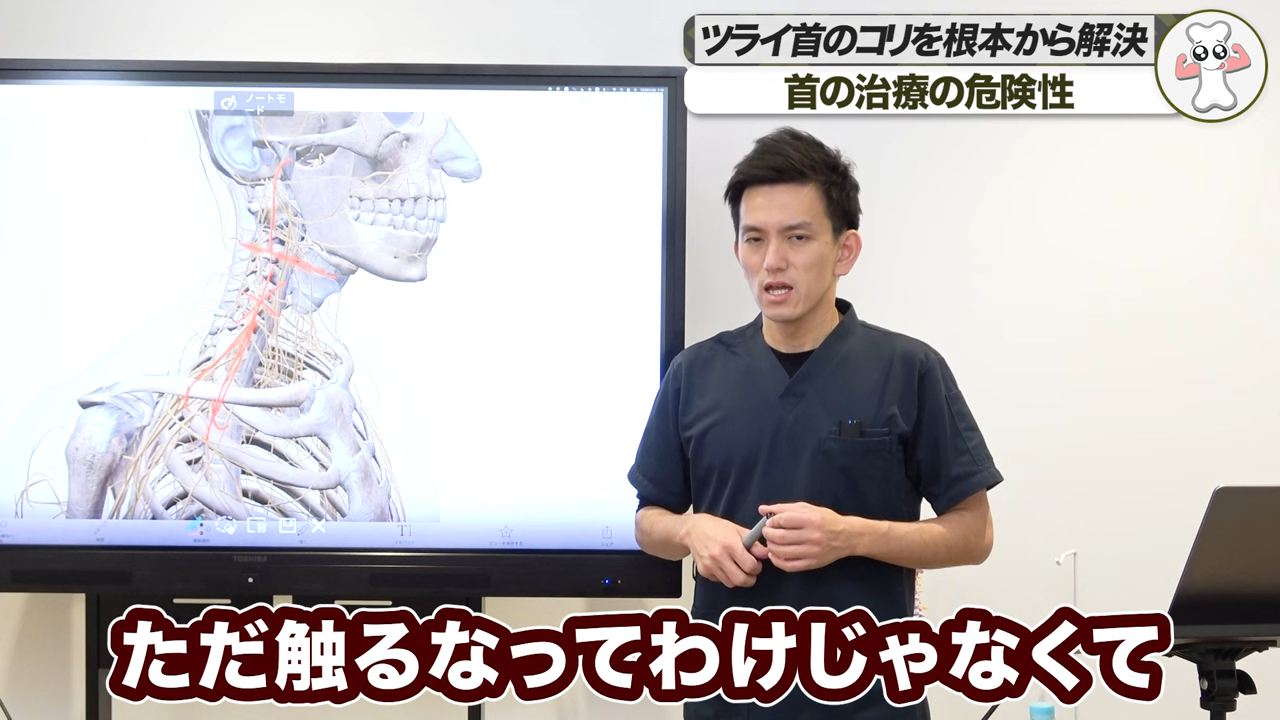 ツライ首のコリを根本から解決
首の治療の危険性
ノートモ
ード
TOSHIBA
ただ触るなってわけじゃなくて